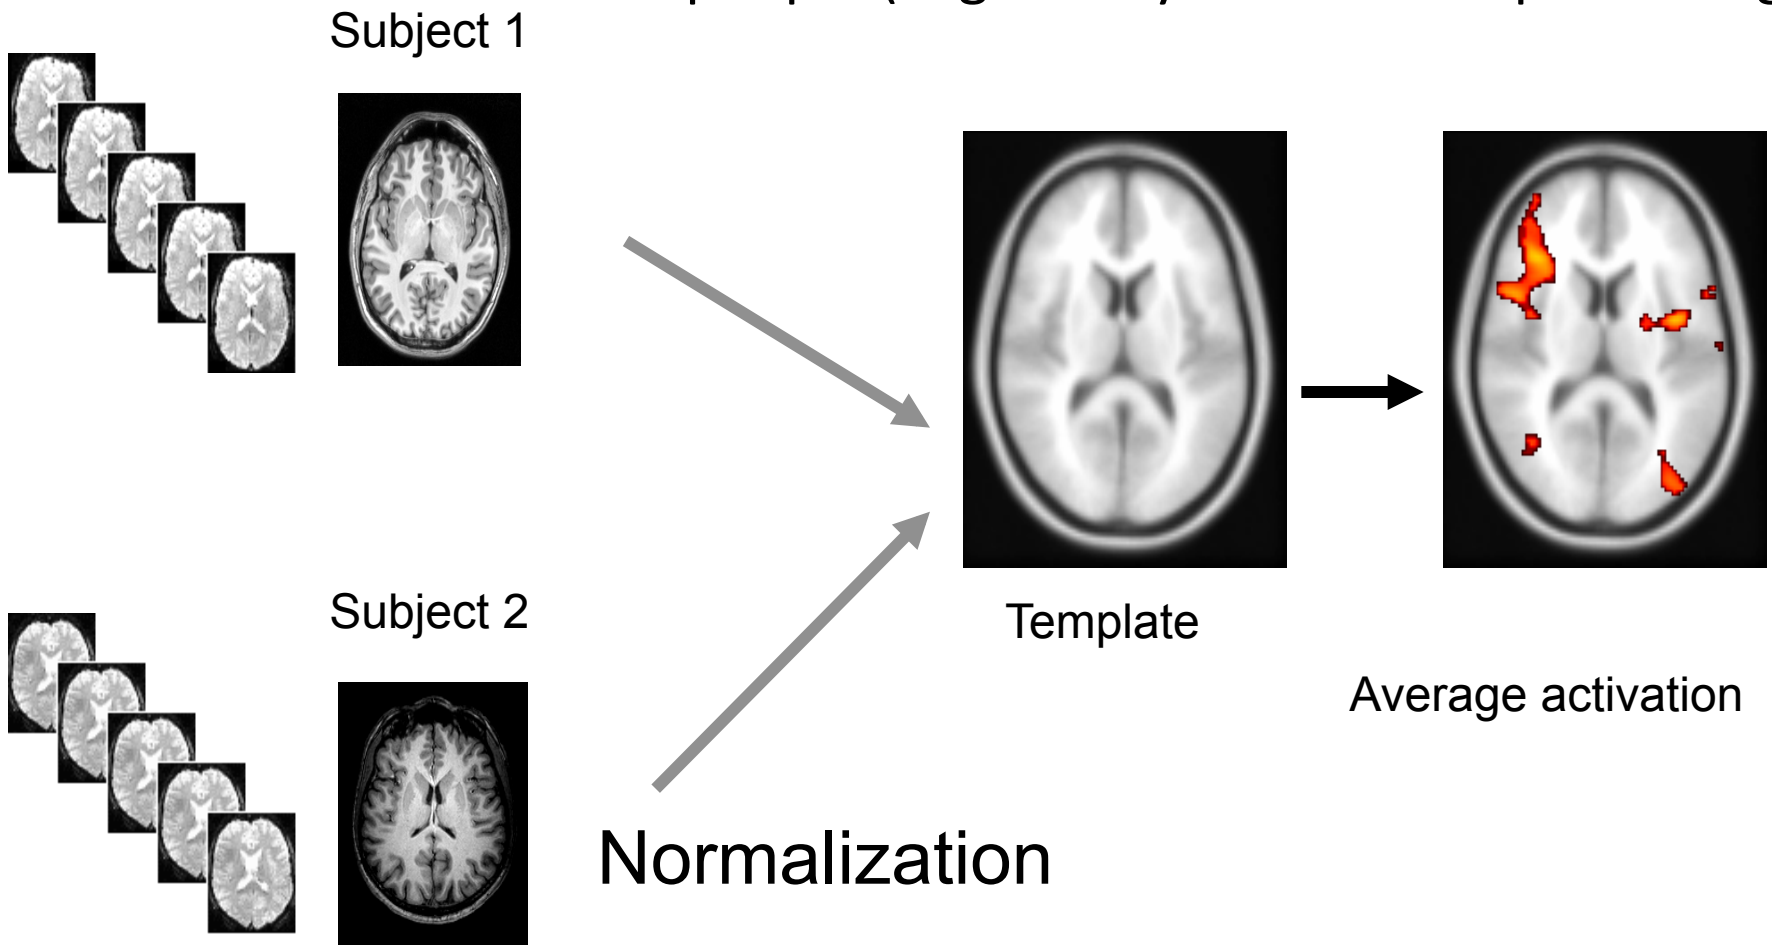 Subject 1
Subject 2
Template
Average activation
Normalization